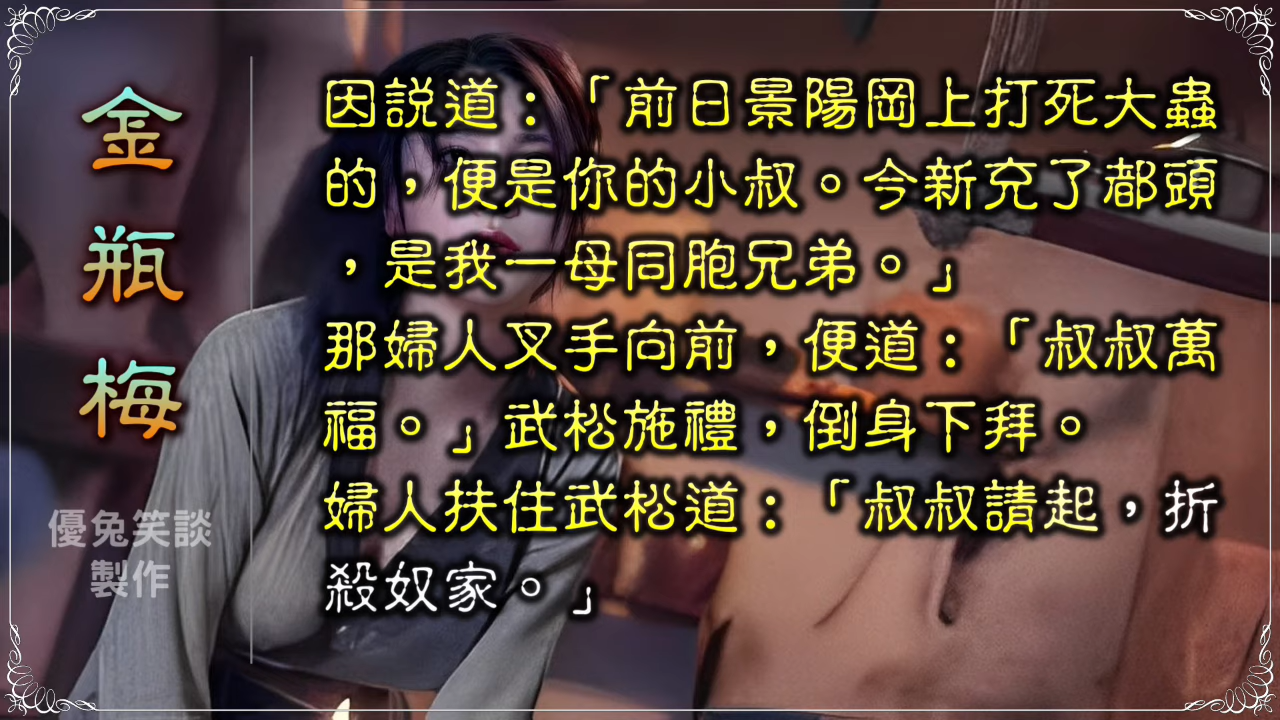 金瓶梅
優兔笑談
製作
因説道：「前日景陽岡上打死大蟲
的，便是你的小叔。今新充了都頭
，是我一母同胞兄弟。」
那婦人叉手向前，便道：「叔叔萬
福。」武松施禮，倒身下拜。
婦人扶住武松道：「叔叔請起，折
殺奴家。」